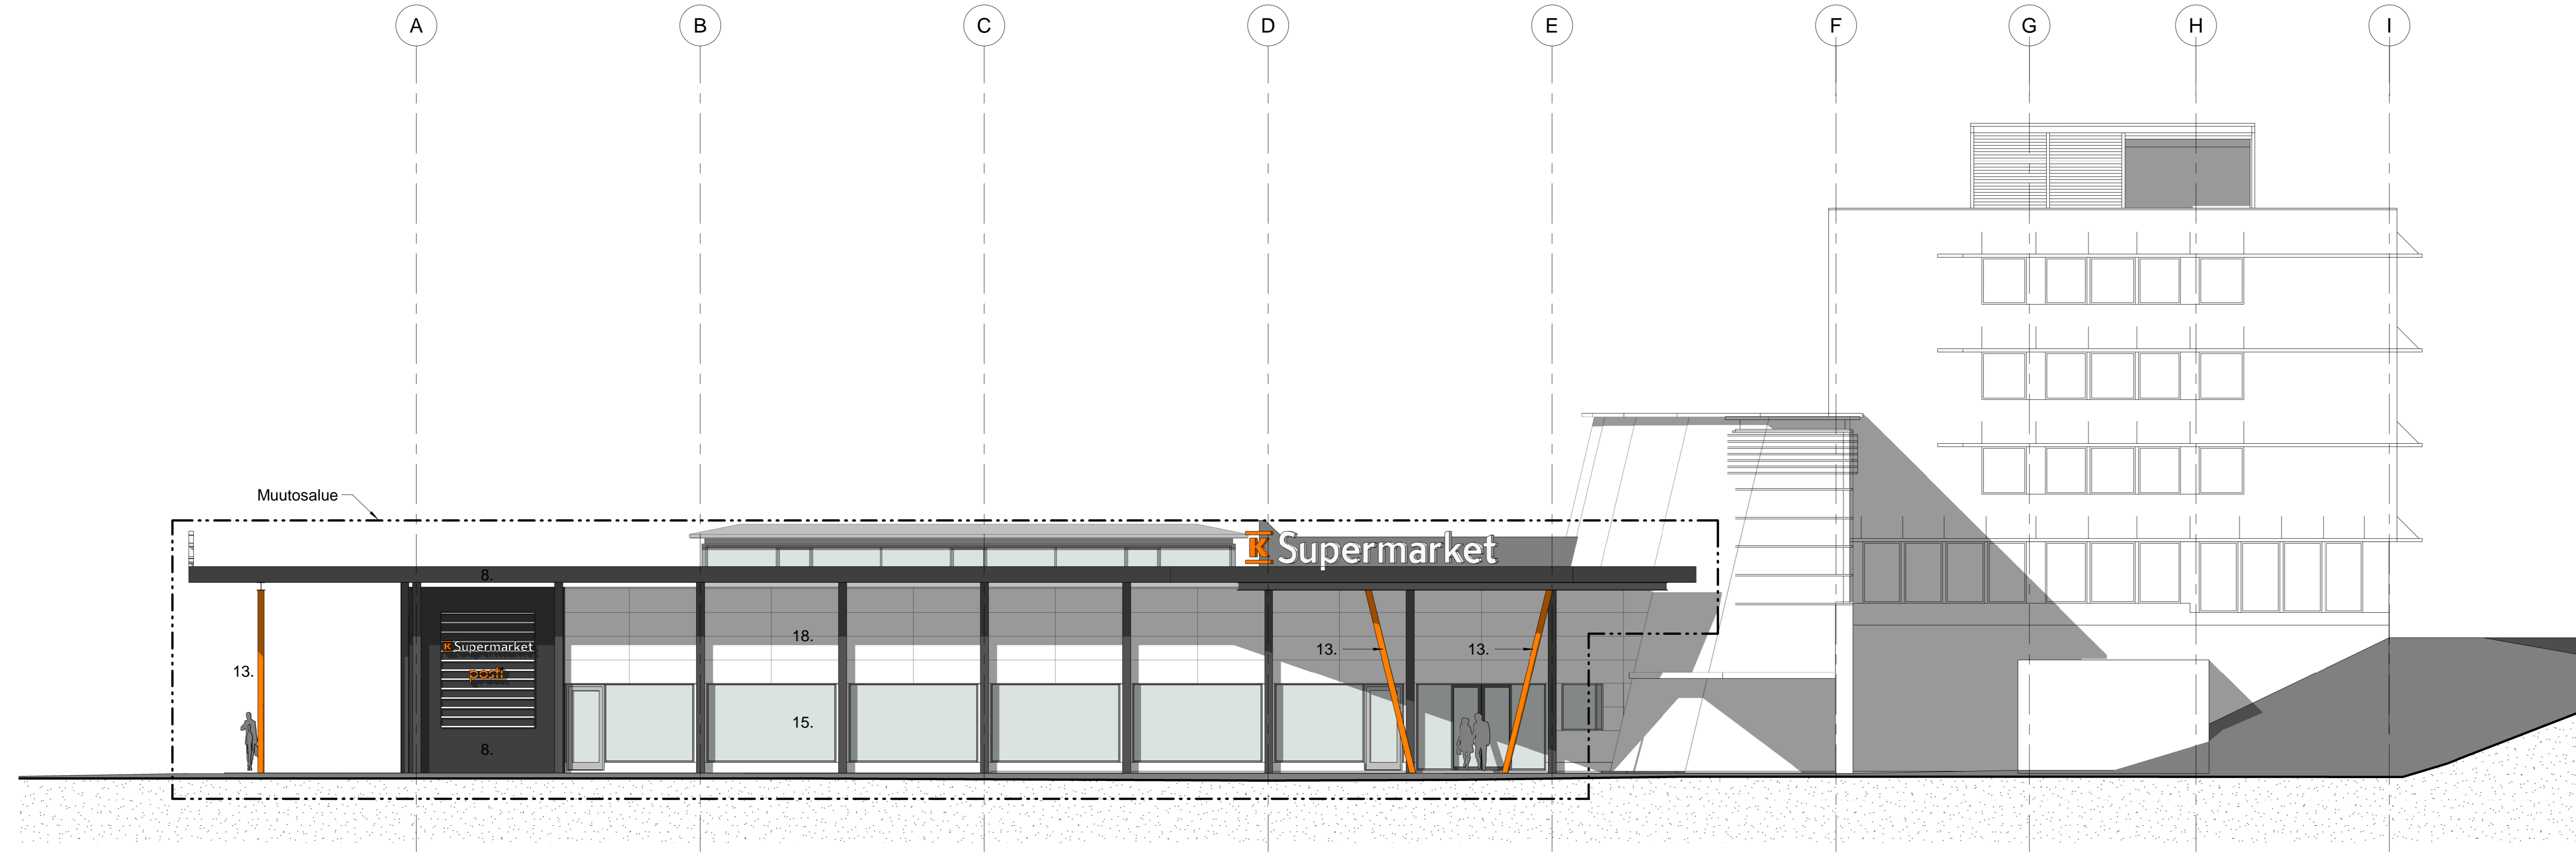 A B C D E F G H I
Muutosalue
K Supermarket
8.
18.
K Supermarket
13. 13.
13.
posti
15.
8.